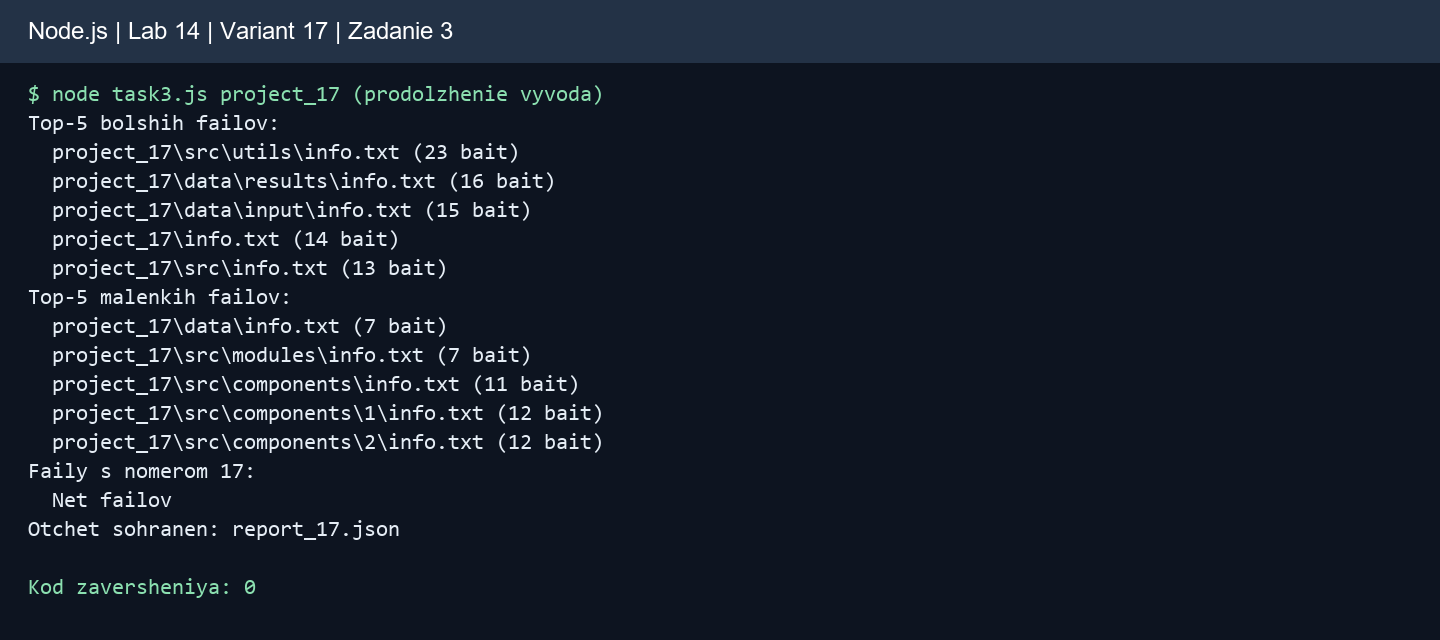 Node.js | Lab 14 | Variant 17 | Zadanie 3
$ node task3.js project_17 (prodolzhenie vyvoda)
Top-5 bolshih failov:
  project_17\src\utils\info.txt (23 bait)
  project_17\data\results\info.txt (16 bait)
  project_17\data\input\info.txt (15 bait)
  project_17\info.txt (14 bait)
  project_17\src\info.txt (13 bait)
Top-5 malenkih failov:
  project_17\data\info.txt (7 bait)
  project_17\src\modules\info.txt (7 bait)
  project_17\src\components\info.txt (11 bait)
  project_17\src\components\1\info.txt (12 bait)
  project_17\src\components\2\info.txt (12 bait)
Faily s nomerom 17:
  Net failov
Otchet sohranen: report_17.json
Kod zaversheniya: 0